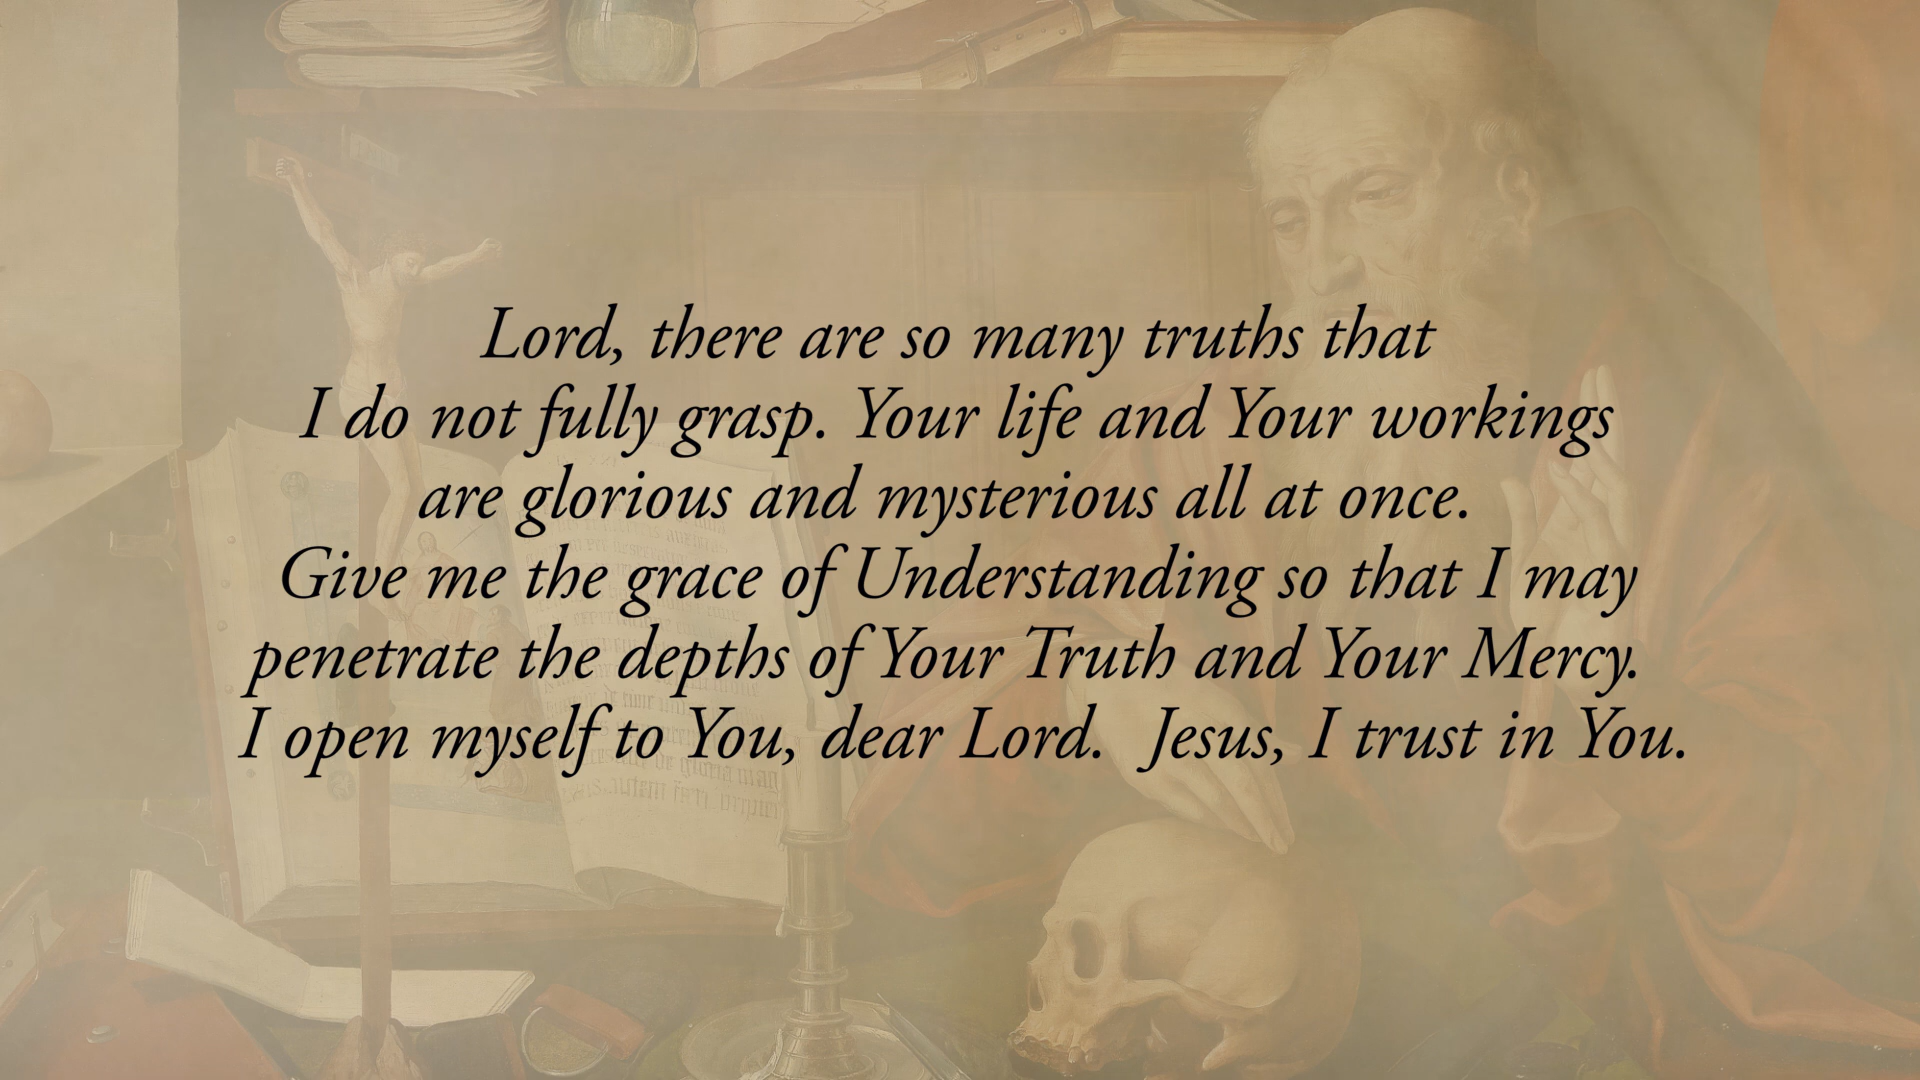 Lord, there are so many truths that
I do not fully grasp. Your life and Your workings
are glorious and mysterious all at once.
Give me the grace of Understanding so that I may
penetrate the depths of Your Truth and Your Mercy.
I open myself to You, dear Lord.  Jesus, I trust in You.